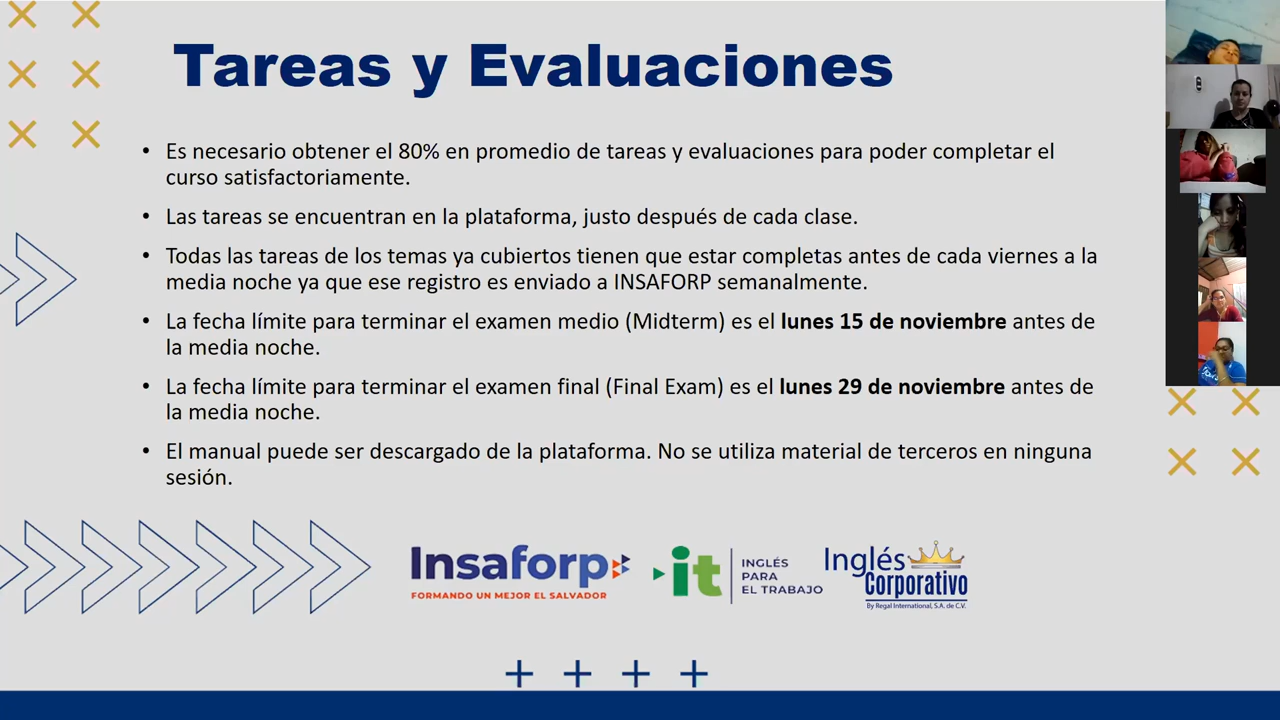 Tareas y Evaluaciones
• Es necesario obtener el 80% en promedio de tareas y evaluaciones para poder completar el
curso satisfactoriamente.
• Las tareas se encuentran en la plataforma, justo después de cada clase.
• Todas las tareas de los temas ya cubiertos tienen que estar completas antes de cada viernes a la
media noche ya que ese registro es enviado a INSAFORP semanalmente.
• La fecha límite para terminar el examen medio (Midterm) es el lunes 15 de noviembre antes de
la media noche.
• La fecha límite para terminar el examen final (Final Exam) es el lunes 29 de noviembre antes de
la media noche.
• El manual puede ser descargado de la plataforma. No se utiliza material de terceros en ninguna
sesión.
Insaforp
FORMANDO UN MEJOR EL SALVADOR
it
INGLÉS
PARA
EL TRABAJO
Inglés
Corporativo
By Regal International, S.A. de C.V.